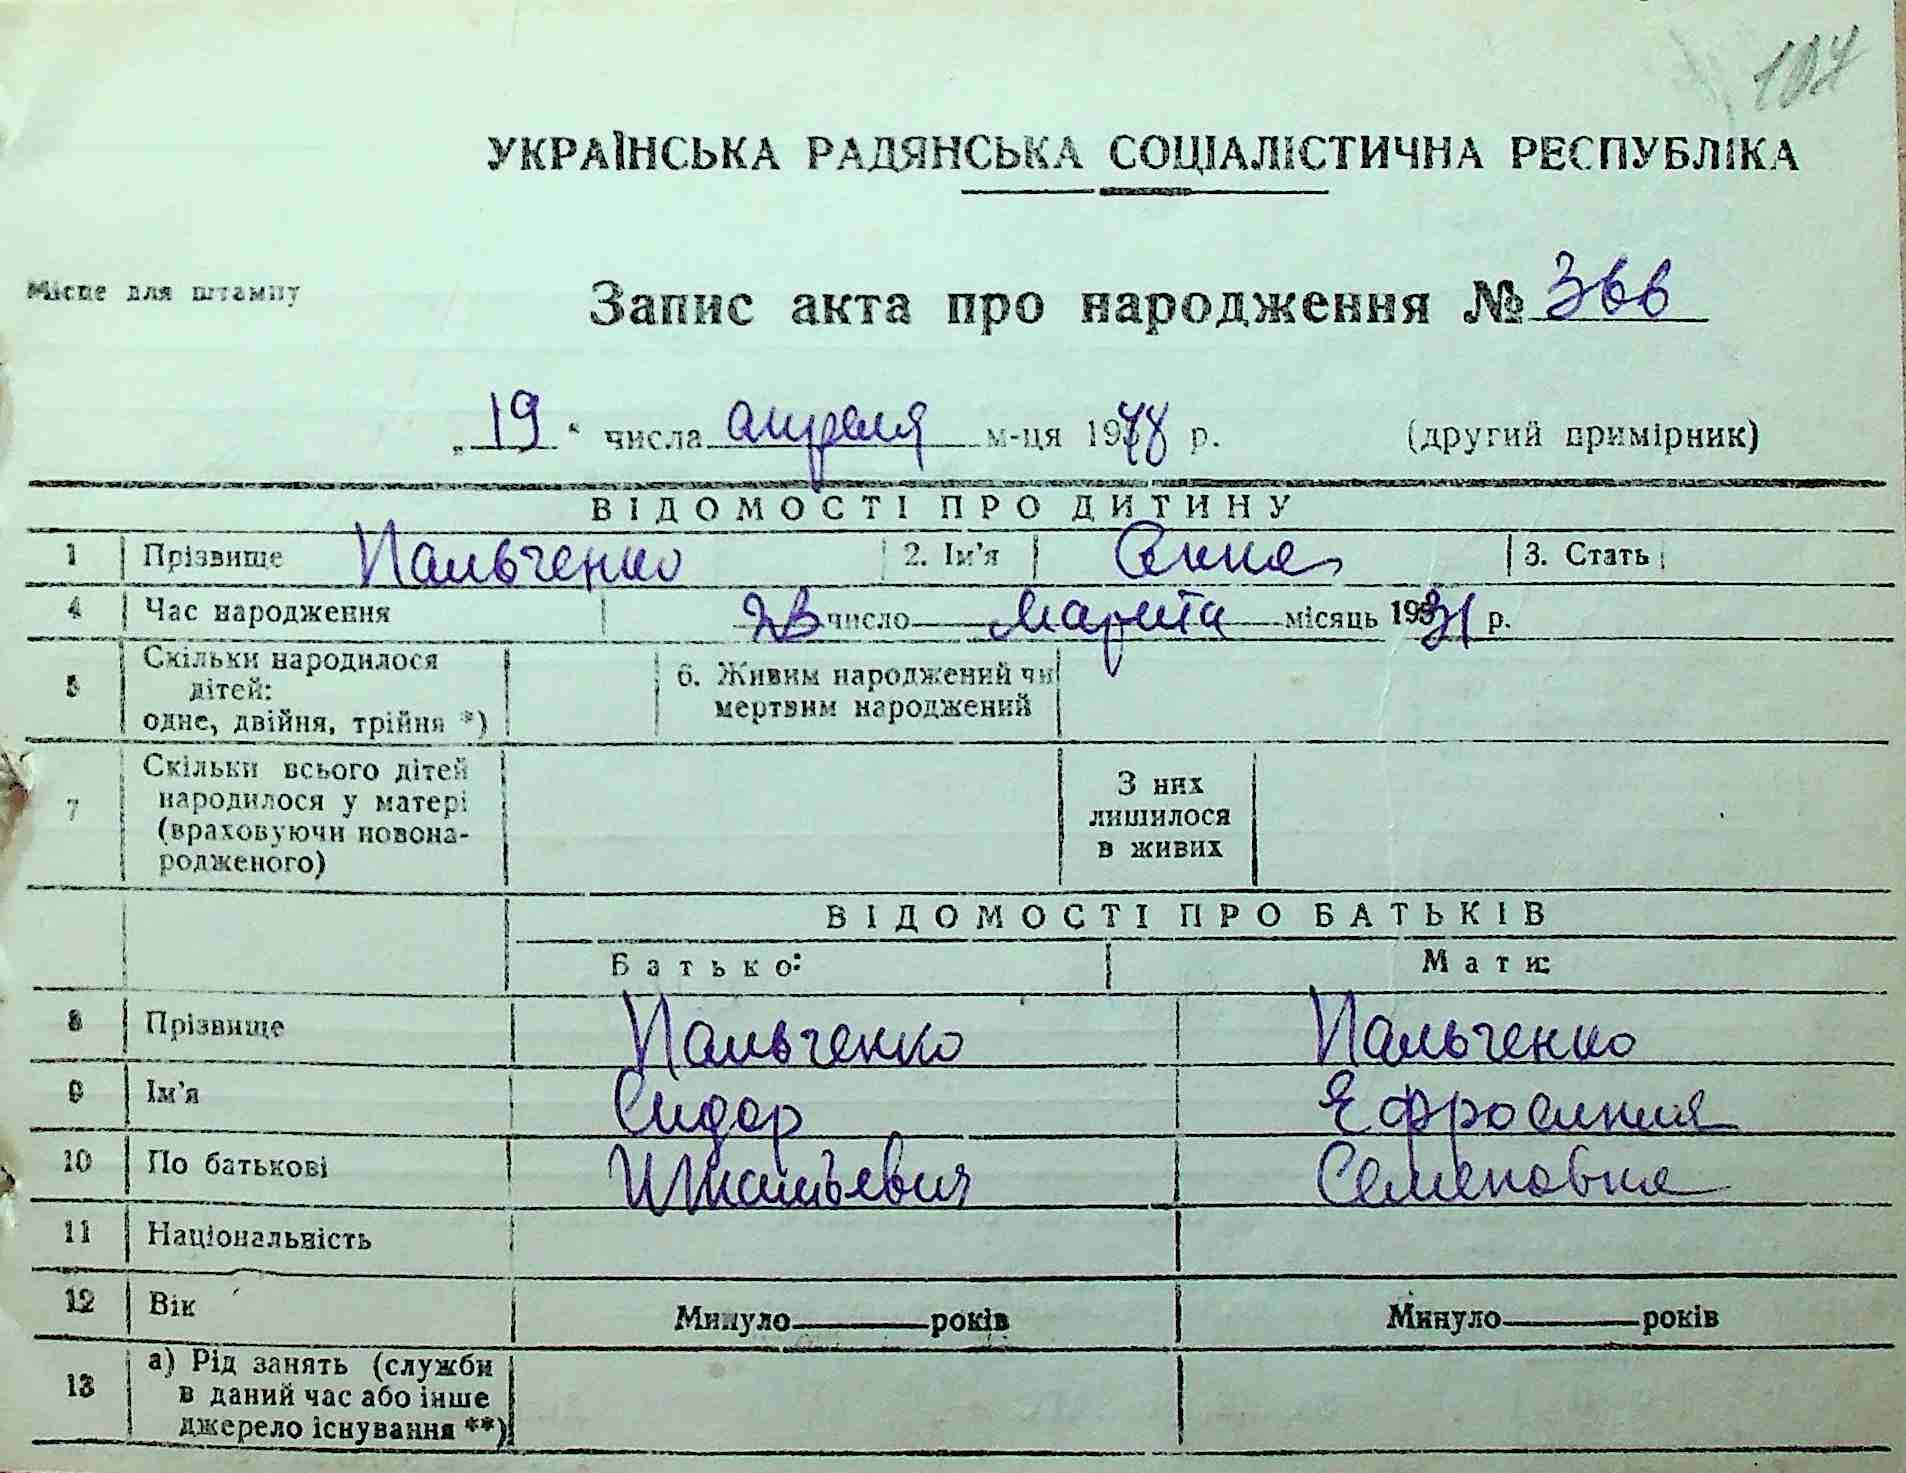 104
УКРАЇНСЬКА РАДЯНСЬКА СОЦІАЛІСТИЧНА РЕСПУБЛІКА
Місце для штампу
Запис акта про народження № 366
„19“ числа апреля м-ця 1948 р. (другий примірник)
ВІДОМОСТІ ПРО ДИТИНУ
1 Прізвище Пальченко 2. Ім'я Анна 3. Стать
4 Час народження 23 число марта місяць 1931 р.
5 Скільки народилося дітей: одне, двійня, трійня *) 6. Живим народжений чи мертвим народжений
7 Скільки всього дітей народилося у матері (враховуючи новона-родженого) З них лишилося в живих
ВІДОМОСТІ ПРО БАТЬКІВ
Батько: Мати:
8 Прізвище Пальченко Пальченко
9 Ім'я Сидор Ефросиния
10 По батькові Семеновна
11 Національність
12 Вік Минуло років Минуло років
13 а) Рід занять (служби в даний час або інше джерело існування **)